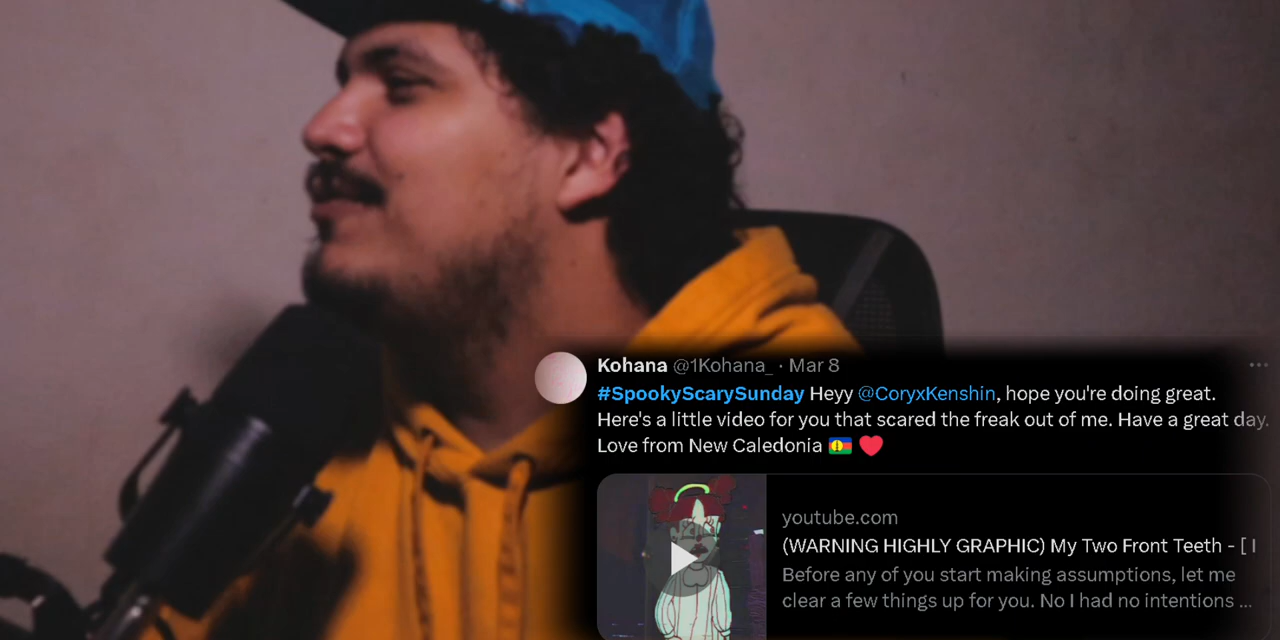 Kohana @1Kohana_ · Mar 8
#SpookyScarySunday Heyy @CoryxKenshin, hope you're doing great.
Here's a little video for you that scared the freak out of me. Have a great day.
Love from New Caledonia 🇳🇨 ❤️
youtube.com
(WARNING HIGHLY GRAPHIC) My Two Front Teeth - [ I
Before any of you start making assumptions, let me
clear a few things up for you. No I had no intentions ...